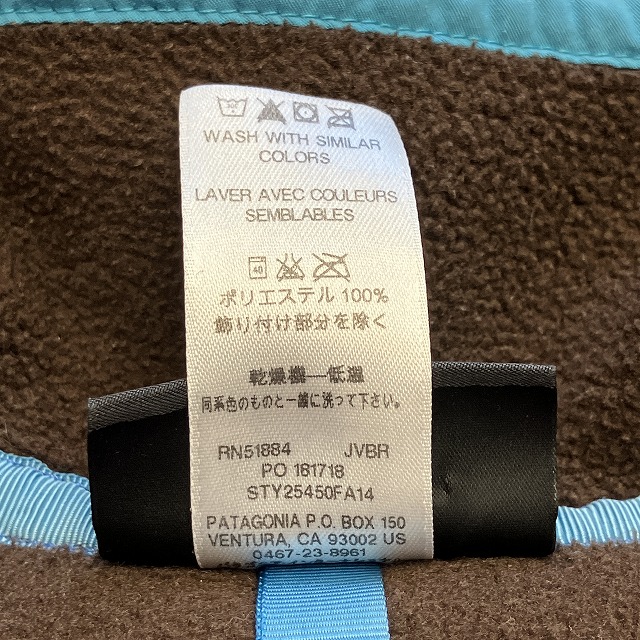 WASH WITH SIMILAR
COLORS
LAVER AVEC COULEURS
SEMBLABLES
40
ポリエステル 100%
飾り付け部分を除く
乾燥機―低温
同系色のものと一緒に洗って下さい。
RN51884 JVBR
PO 181718
STY25450FA14
PATAGONIA P.O. BOX 150
VENTURA, CA 93002 US
0467-23-8961